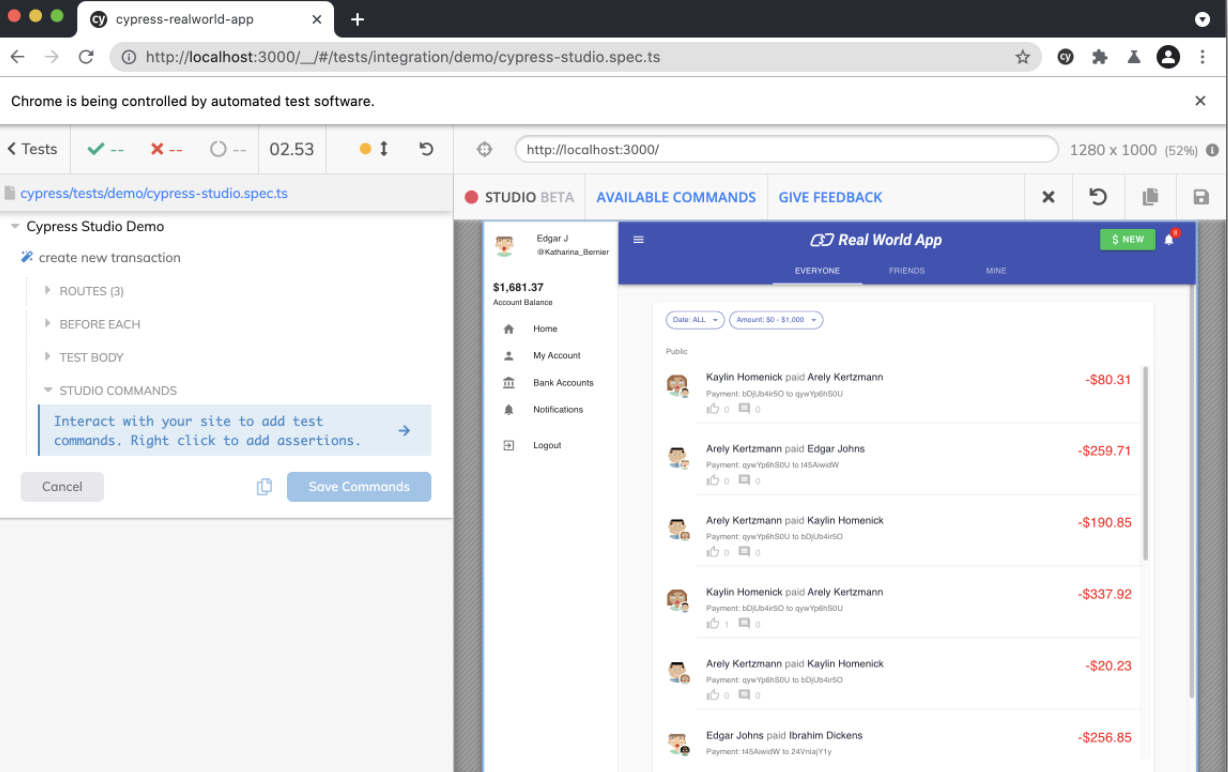 cypress-realworld-app
http://localhost:3000/__/#/tests/integration/demo/cypress-studio.spec.ts
Chrome is being controlled by automated test software.
Tests -- -- -- 02.53
http://localhost:3000/
1280 x 1000 (52%)
cypress/tests/demo/cypress-studio.spec.ts
STUDIO BETA AVAILABLE COMMANDS GIVE FEEDBACK
Cypress Studio Demo
create new transaction
ROUTES (3)
BEFORE EACH
TEST BODY
STUDIO COMMANDS
Interact with your site to add test
commands. Right click to add assertions.
Cancel
Save Commands
Edgar J
@Katharina_Bernier
$1,681.37
Account Balance
Home
My Account
Bank Accounts
Notifications
Logout
Real World App
$ NEW
8
EVERYONE FRIENDS MINE
Date: ALL Amount: $0 - $1,000
Public
Kaylin Homenick paid Arely Kertzmann -$80.31
Payment: bDjUb4ir5O to qywYp6hS0U
0 0
Arely Kertzmann paid Edgar Johns -$259.71
Payment: qywYp6hS0U to t45AiwidW
0 0
Arely Kertzmann paid Kaylin Homenick -$190.85
Payment: qywYp6hS0U to bDjUb4ir5O
0 0
Kaylin Homenick paid Arely Kertzmann -$337.92
Payment: bDjUb4ir5O to qywYp6hS0U
1 0
Arely Kertzmann paid Kaylin Homenick -$20.23
Payment: qywYp6hS0U to bDjUb4ir5O
0 0
Edgar Johns paid Ibrahim Dickens -$256.85
Payment: t45AiwidW to 24VniajY1y